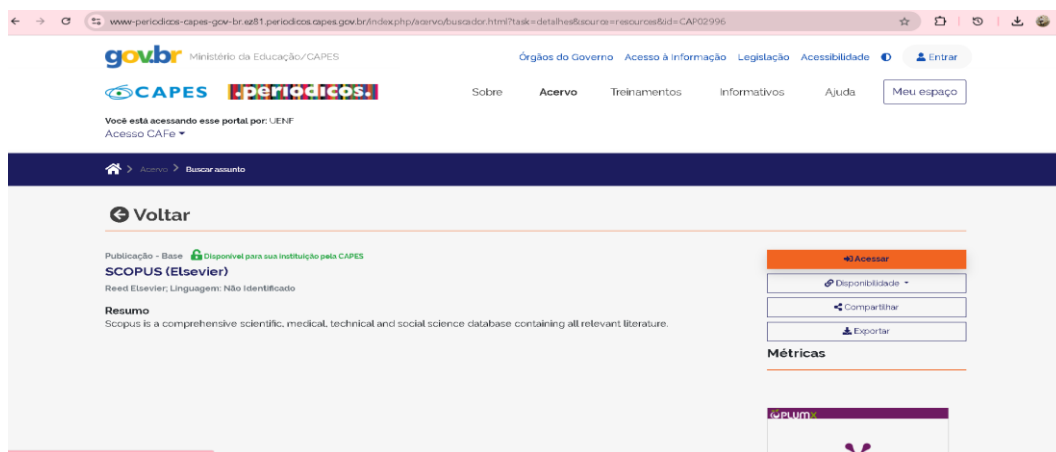 www-periodicos-capes-gov-br.ez81.periodicos.capes.gov.br/index.php/acervo/buscador.html?task=detalhes&source=resources&id=CAP02996
gov.br Ministério da Educação/CAPES Órgãos do Governo Acesso à Informação Legislação Acessibilidade Entrar
CAPES .periodicos. Sobre Acervo Treinamentos Informativos Ajuda Meu espaço
Você está acessando esse portal por: UENF
Acesso CAFe
Acervo > Buscar assunto
Voltar
Publicação - Base Disponível para sua instituição pela CAPES
SCOPUS (Elsevier)
Reed Elsevier; Linguagem: Não Identificado
Resumo
Scopus is a comprehensive scientific, medical, technical and social science database containing all relevant literature.
Acessar
Disponibilidade
Compartilhar
Exportar
Métricas
PLUMX